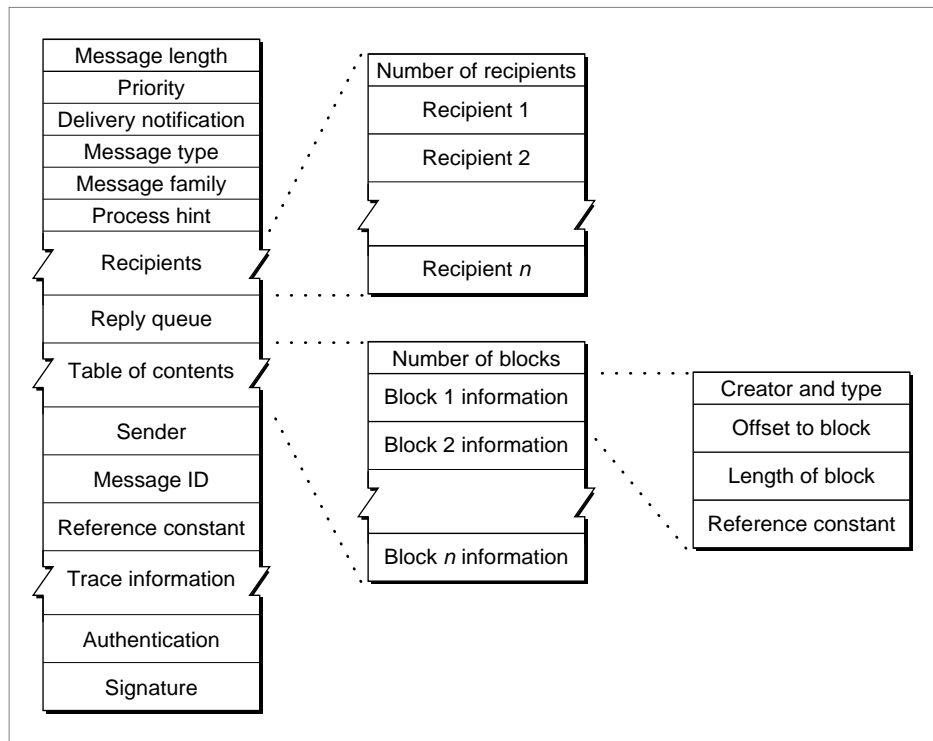 Message length
Priority
Delivery notification
Message type
Message family
Process hint
Recipients
Reply queue
Table of contents
Sender
Message ID
Reference constant
Trace information
Authentication
Signature
Number of recipients
Recipient 1
Recipient 2
Recipient n
Number of blocks
Block 1 information
Block 2 information
Block n information
Creator and type
Offset to block
Length of block
Reference constant